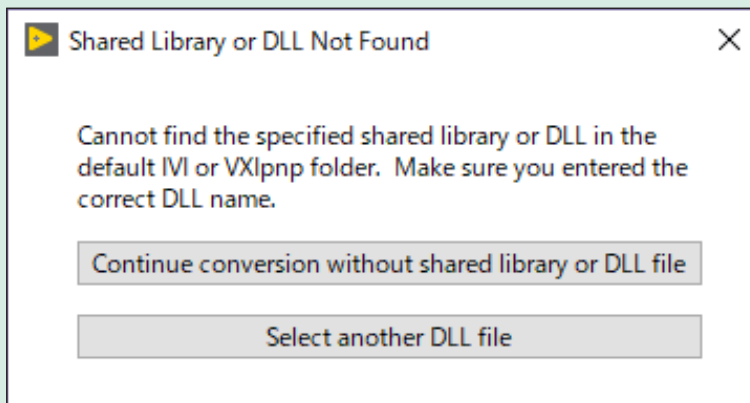 Shared Library or DLL Not Found
Cannot find the specified shared library or DLL in the
default IVI or VXIpnp folder.  Make sure you entered the
correct DLL name.
Continue conversion without shared library or DLL file
Select another DLL file